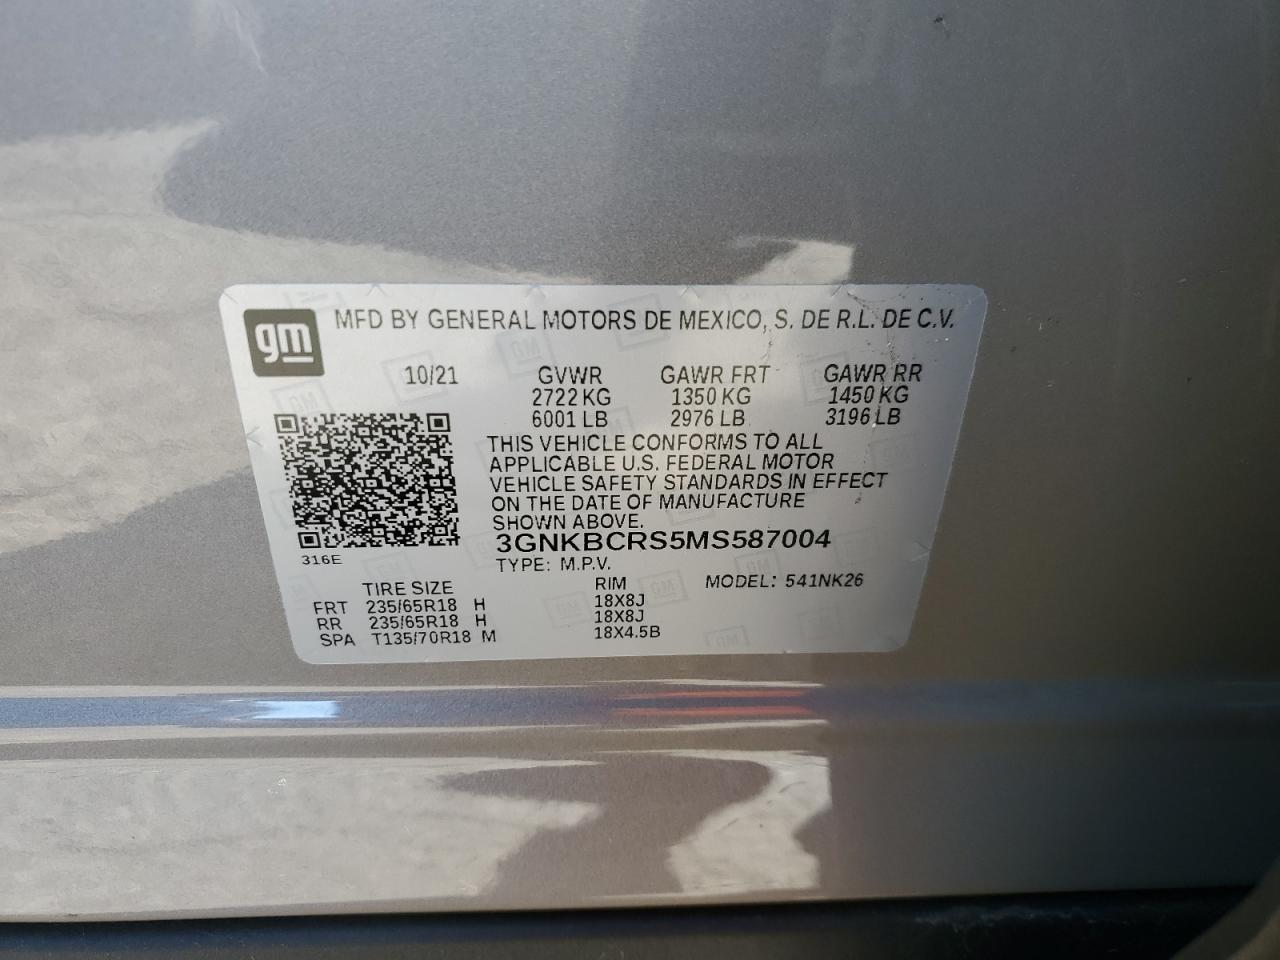 gm
MFD BY GENERAL MOTORS DE MEXICO, S. DE R.L. DE C.V.
10/21 GVWR GAWR FRT GAWR RR
2722 KG 1350 KG 1450 KG
6001 LB 2976 LB 3196 LB
THIS VEHICLE CONFORMS TO ALL
APPLICABLE U.S. FEDERAL MOTOR
VEHICLE SAFETY STANDARDS IN EFFECT
ON THE DATE OF MANUFACTURE
SHOWN ABOVE.
3GNKBCRS5MS587004
316E
TYPE: M.P.V.
TIRE SIZE RIM MODEL: 541NK26
FRT 235/65R18 H 18X8J
RR 235/65R18 H 18X8J
SPA T135/70R18 M 18X4.5B